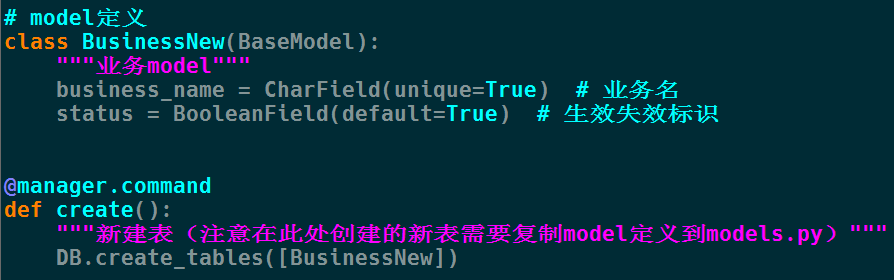 # model定义
class BusinessNew(BaseModel):
    """业务model"""
    business_name = CharField(unique=True)  # 业务名
    status = BooleanField(default=True)  # 生效失效标识
@manager.command
def create():
    """新建表（注意在此处创建的新表需要复制model定义到models.py）"""
    DB.create_tables([BusinessNew])